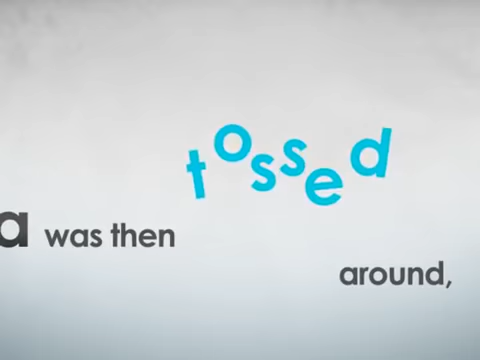 a was then
tossed
around,